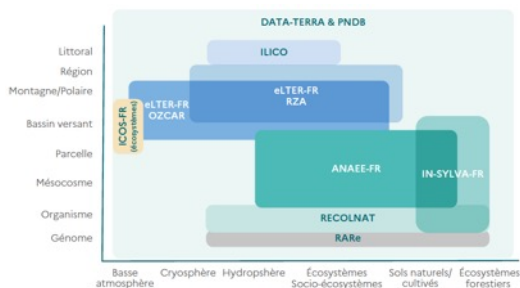 DATA-TERRA & PNDB
Littoral
ILICO
Région
Montagne/Polaire
eLTER-FR
RZA
eLTER-FR
OZCAR
ICOS-FR
(écosystèmes)
Bassin versant
Parcelle
ANAEE-FR
IN-SYLVA-FR
Mésocosme
Organisme
RECOLNAT
Génome
RARe
Basse
atmosphère
Cryosphère
Hydropshère
Écosystèmes
Socio-écosystèmes
Sols naturels/
cultivés
Écosystèmes
forestiers